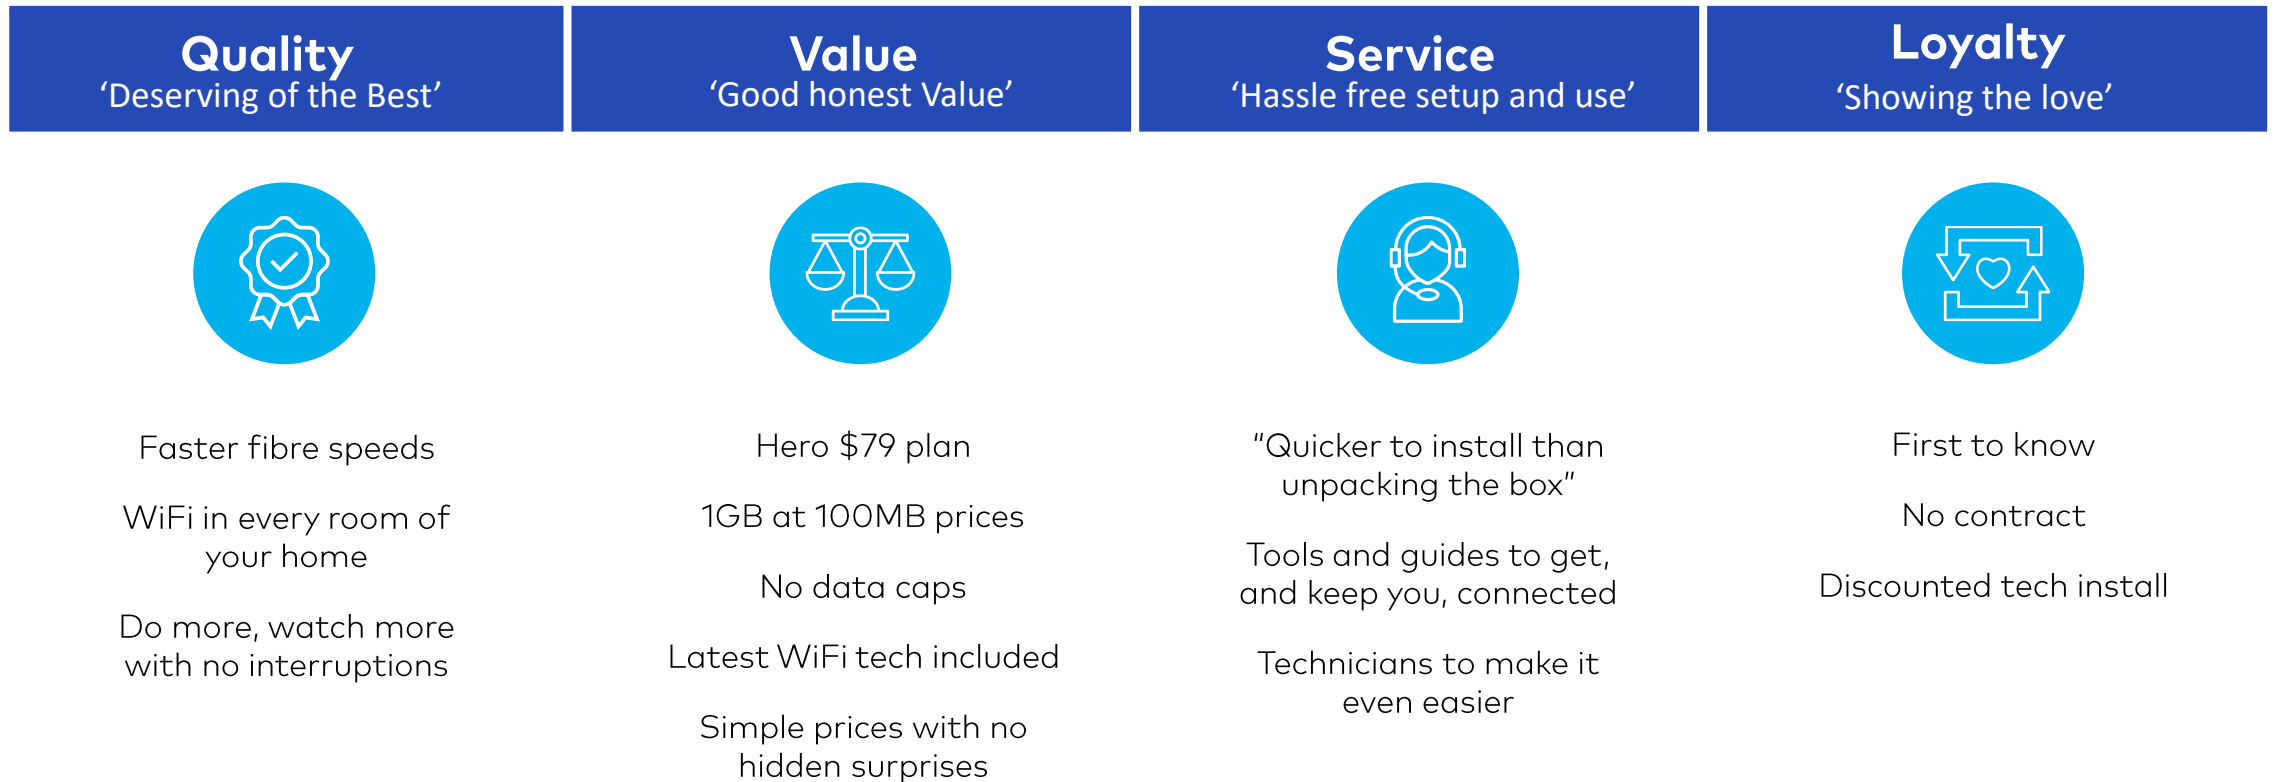 Quality
‘Deserving of the Best’
Faster fibre speeds
WiFi in every room of
your home
Do more, watch more
with no interruptions
Value
‘Good honest Value’
Hero $79 plan
1GB at 100MB prices
No data caps
Latest WiFi tech included
Simple prices with no
hidden surprises
Service
‘Hassle free setup and use’
"Quicker to install than
unpacking the box"
Tools and guides to get,
and keep you, connected
Technicians to make it
even easier
Loyalty
‘Showing the love’
First to know
No contract
Discounted tech install